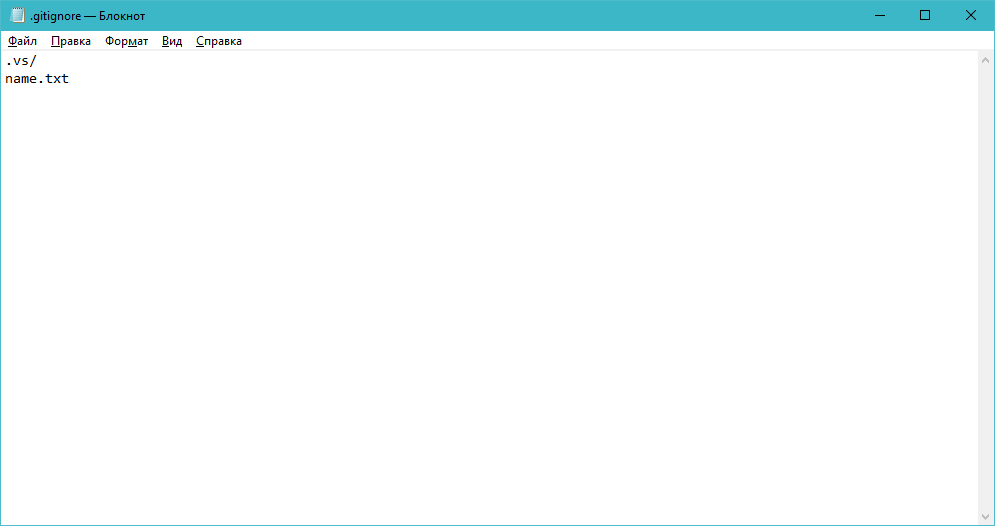 .gitignore — Блокнот
Файл Правка Формат Вид Справка
.vs/
name.txt